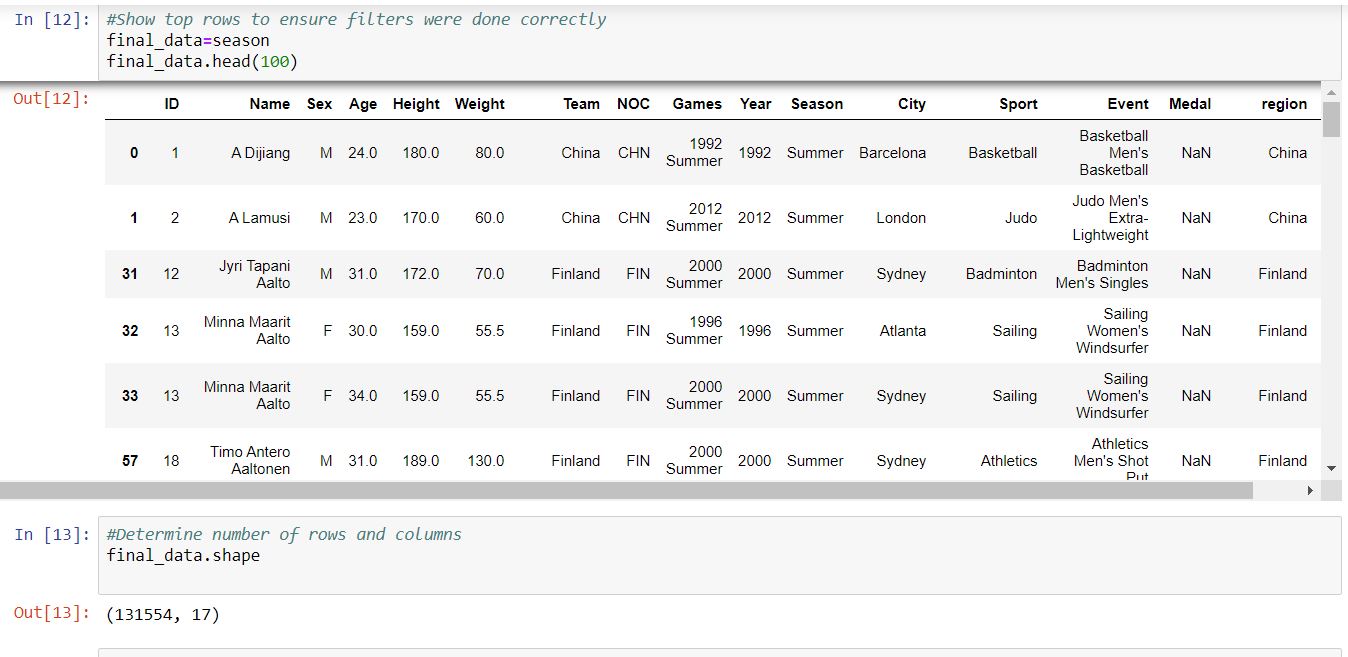 In [12]: #Show top rows to ensure filters were done correctly
final_data=season
final_data.head(100)
Out[12]:
ID Name Sex Age Height Weight Team NOC Games Year Season City Sport Event Medal region
0 1 A Dijiang M 24.0 180.0 80.0 China CHN 1992 Summer 1992 Summer Barcelona Basketball Basketball Men's Basketball NaN China
1 2 A Lamusi M 23.0 170.0 60.0 China CHN 2012 Summer 2012 Summer London Judo Judo Men's Extra-Lightweight NaN China
31 12 Jyri Tapani Aalto M 31.0 172.0 70.0 Finland FIN 2000 Summer 2000 Summer Sydney Badminton Badminton Men's Singles NaN Finland
32 13 Minna Maarit Aalto F 30.0 159.0 55.5 Finland FIN 1996 Summer 1996 Summer Atlanta Sailing Sailing Women's Windsurfer NaN Finland
33 13 Minna Maarit Aalto F 34.0 159.0 55.5 Finland FIN 2000 Summer 2000 Summer Sydney Sailing Sailing Women's Windsurfer NaN Finland
57 18 Timo Antero Aaltonen M 31.0 189.0 130.0 Finland FIN 2000 Summer 2000 Summer Sydney Athletics Athletics Men's Shot Put NaN Finland
In [13]: #Determine number of rows and columns
final_data.shape
Out[13]: (131554, 17)